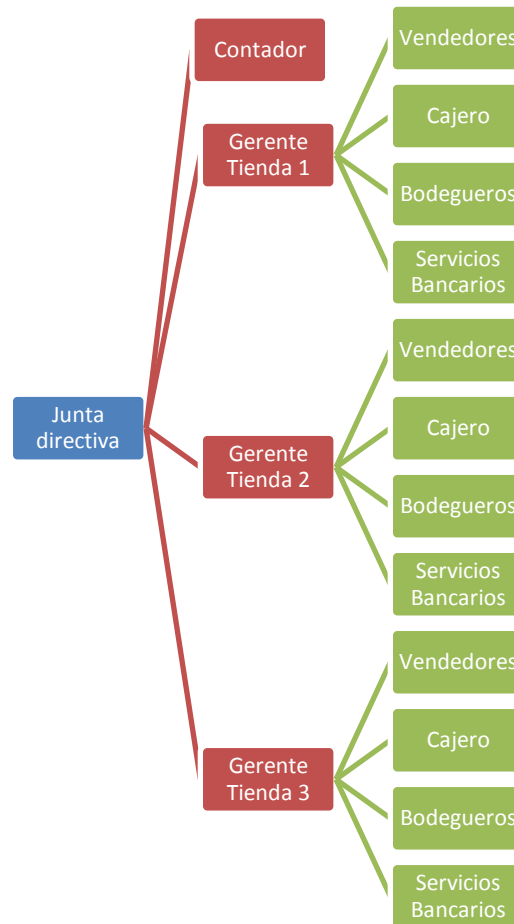 Contador
Gerente
Tienda 1
Vendedores
Cajero
Bodegueros
Servicios
Bancarios
Junta
directiva
Gerente
Tienda 2
Vendedores
Cajero
Bodegueros
Servicios
Bancarios
Gerente
Tienda 3
Vendedores
Cajero
Bodegueros
Servicios
Bancarios